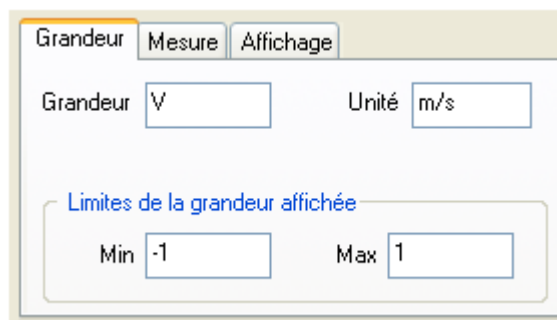 Grandeur Mesure Affichage
Grandeur V Unité m/s
Limites de la grandeur affichée
Min -1 Max 1